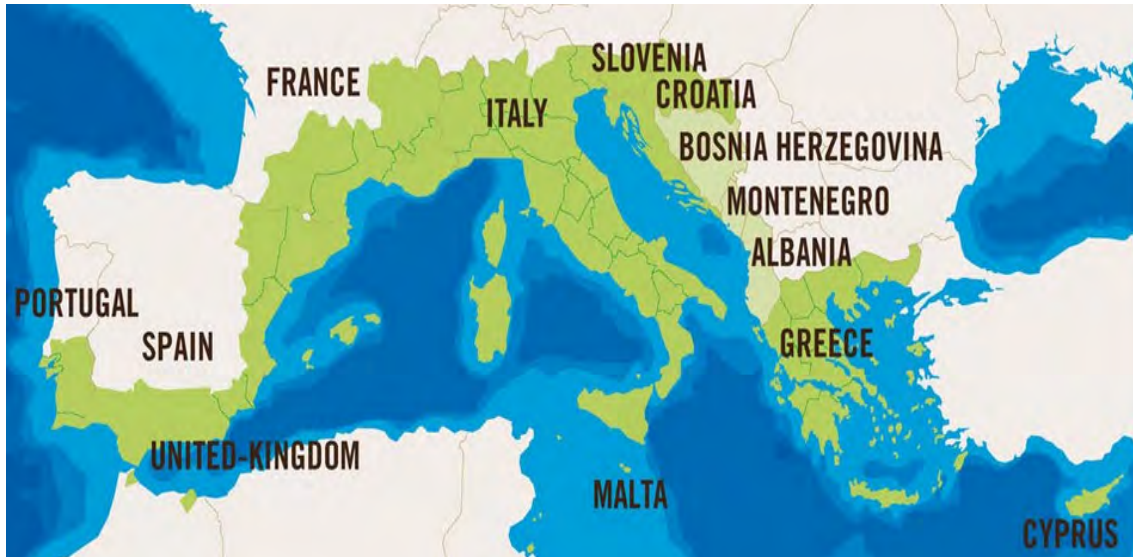 SLOVENIA
FRANCE
CROATIA
ITALY
BOSNIA HERZEGOVINA
MONTENEGRO
ALBANIA
PORTUGAL
SPAIN
GREECE
UNITED-KINGDOM
MALTA
CYPRUS